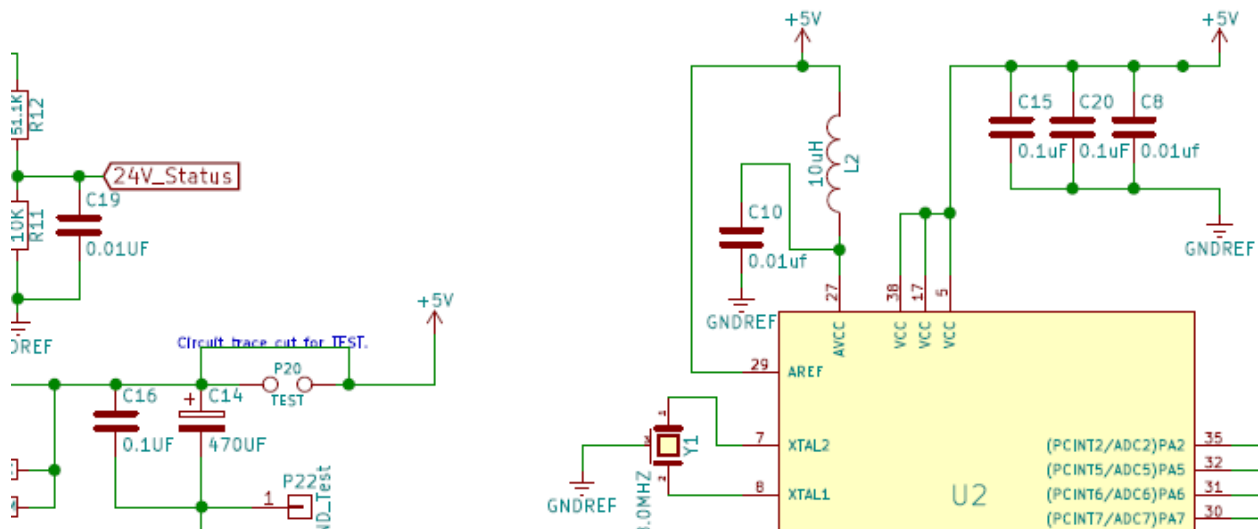 +5V
+5V
51.1K
R12
24V_Status
10K
R11
C19
0.01UF
10uH
L2
C10
0.01uf
GNDREF
C15
0.1uF
C20
0.1uF
C8
0.01uf
GNDREF
+5V
Circuit trace cut for TEST.
P20
TEST
C16
0.1UF
+
C14
470UF
P22
1
27
38
17
5
AVCC
VCC
VCC
VCC
29
AREF
7
XTAL2
8
XTAL1
1
2
Y1
GNDREF
U2
(PCINT2/ADC2)PA2
35
(PCINT5/ADC5)PA5
32
(PCINT6/ADC6)PA6
31
(PCINT7/ADC7)PA7
30